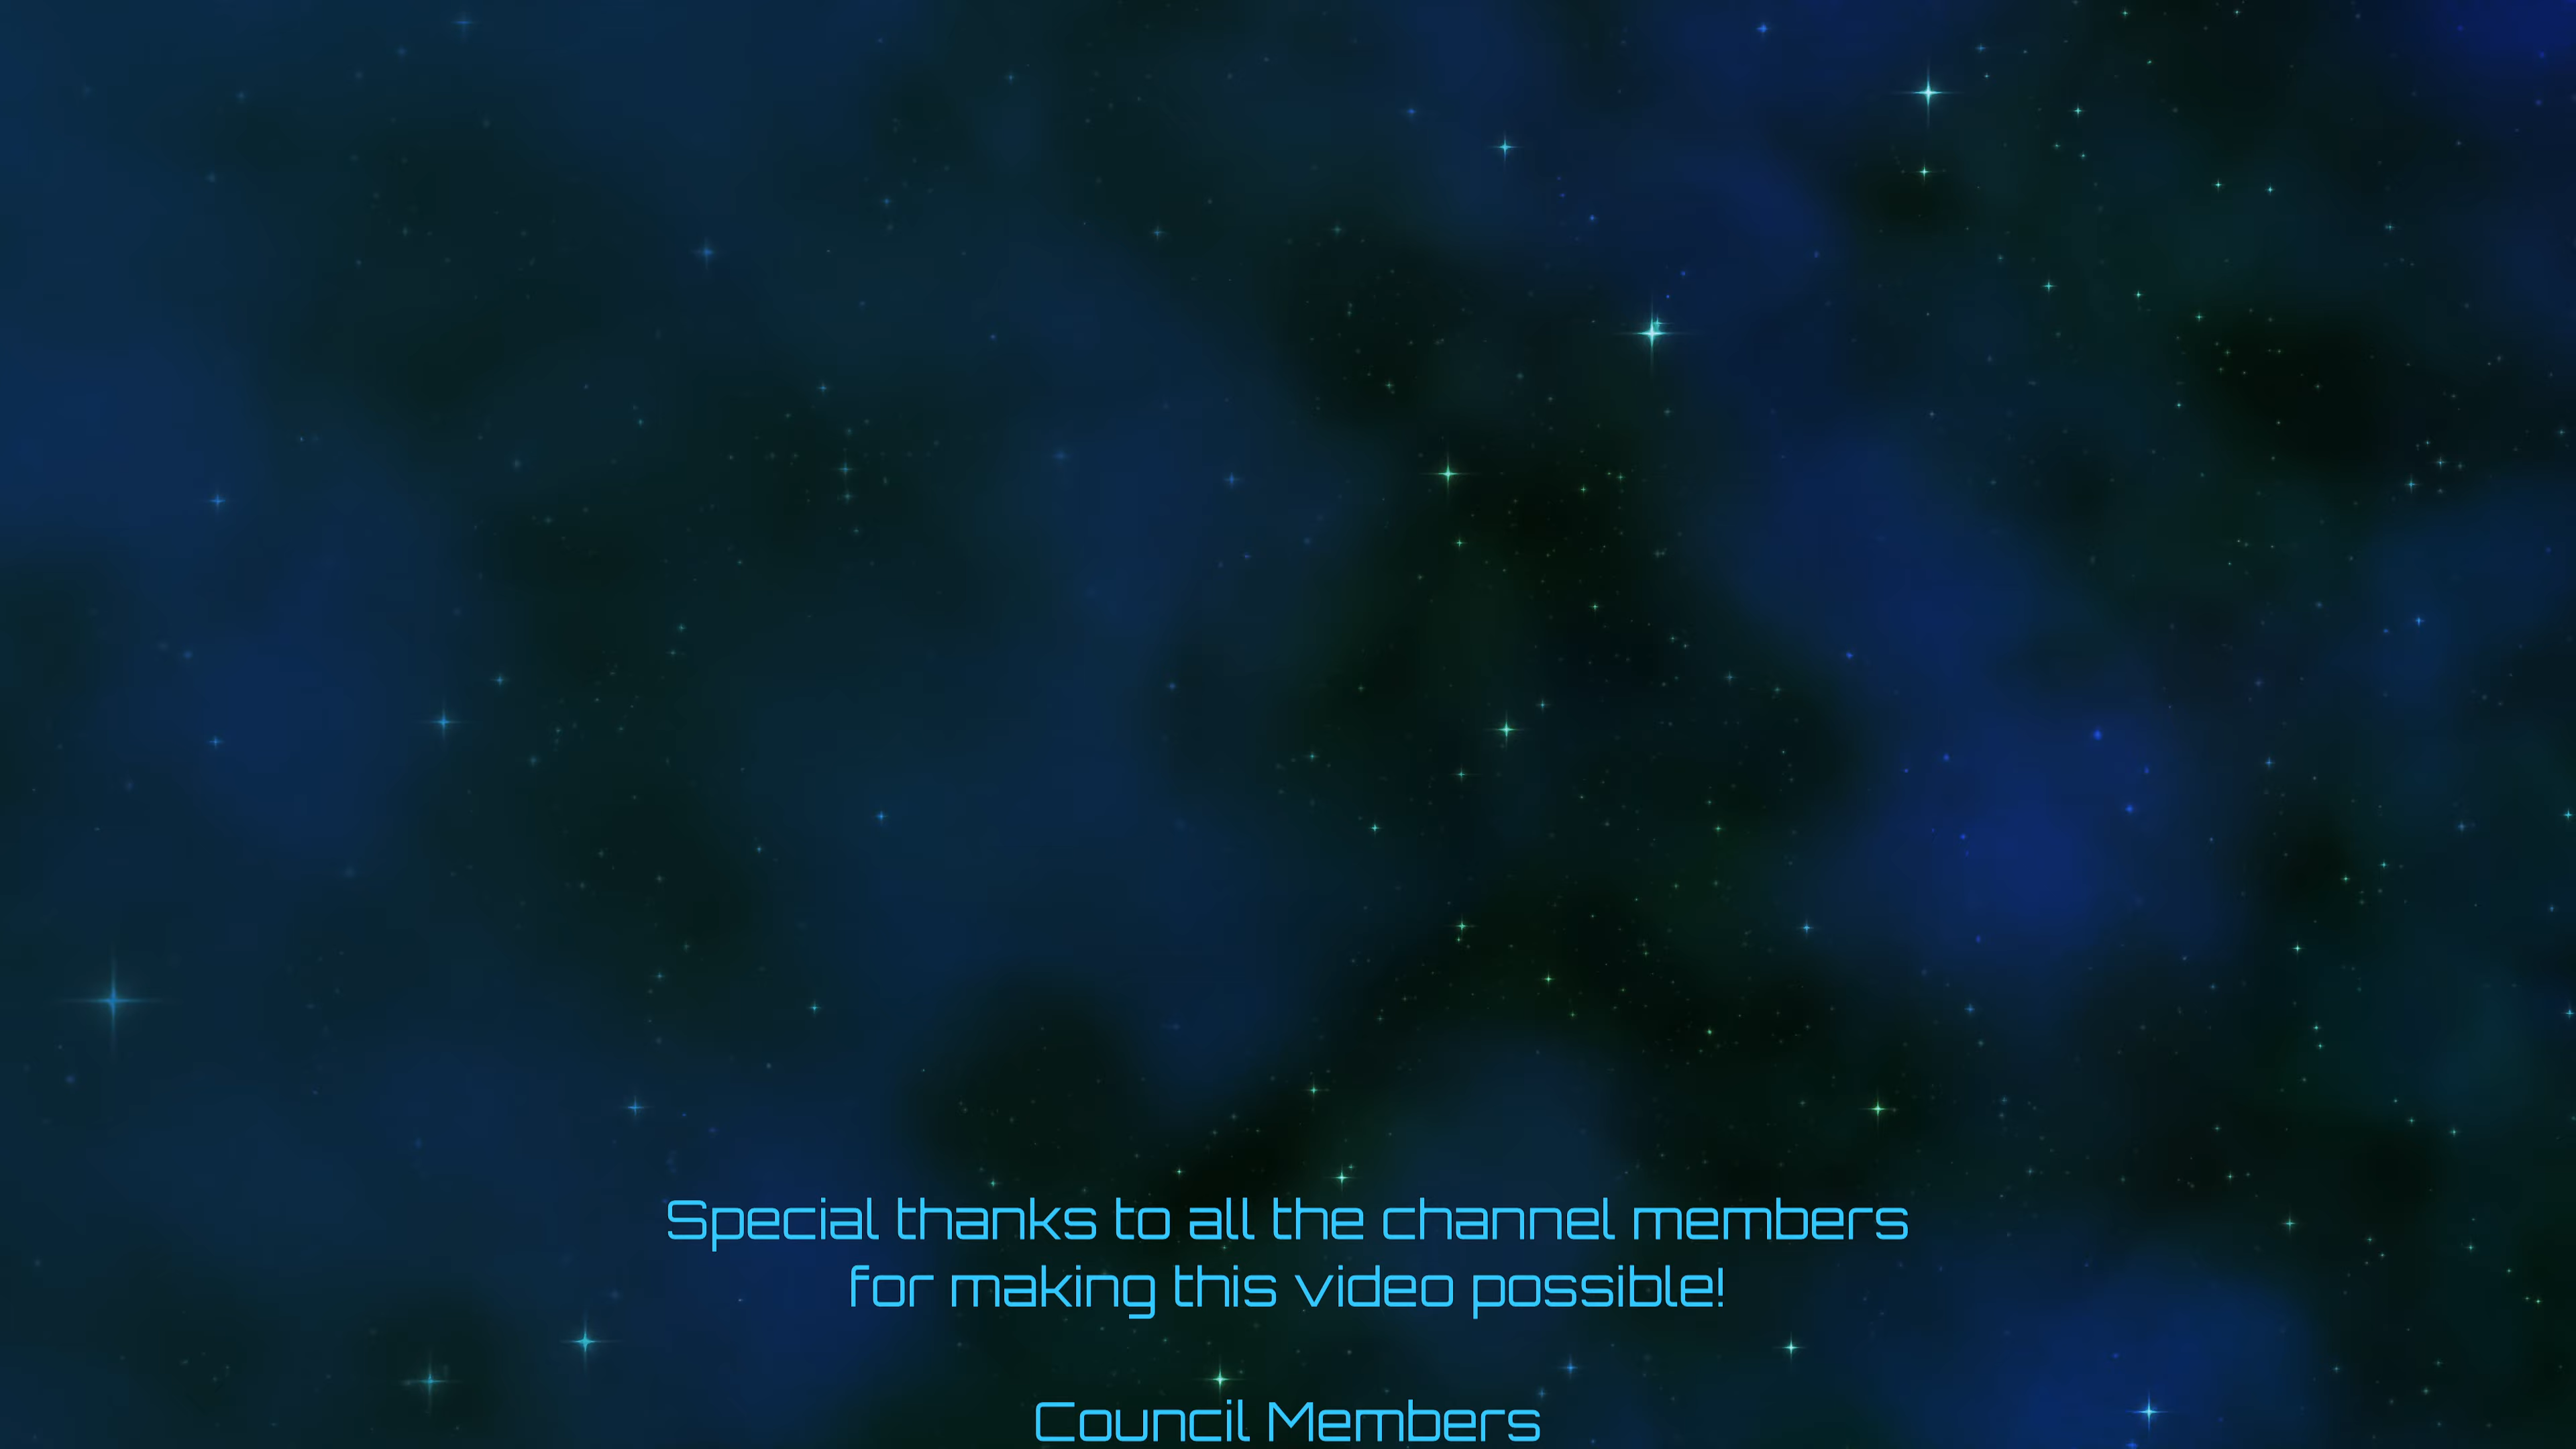 Special thanks to all the channel members
for making this video possible!
Council Members